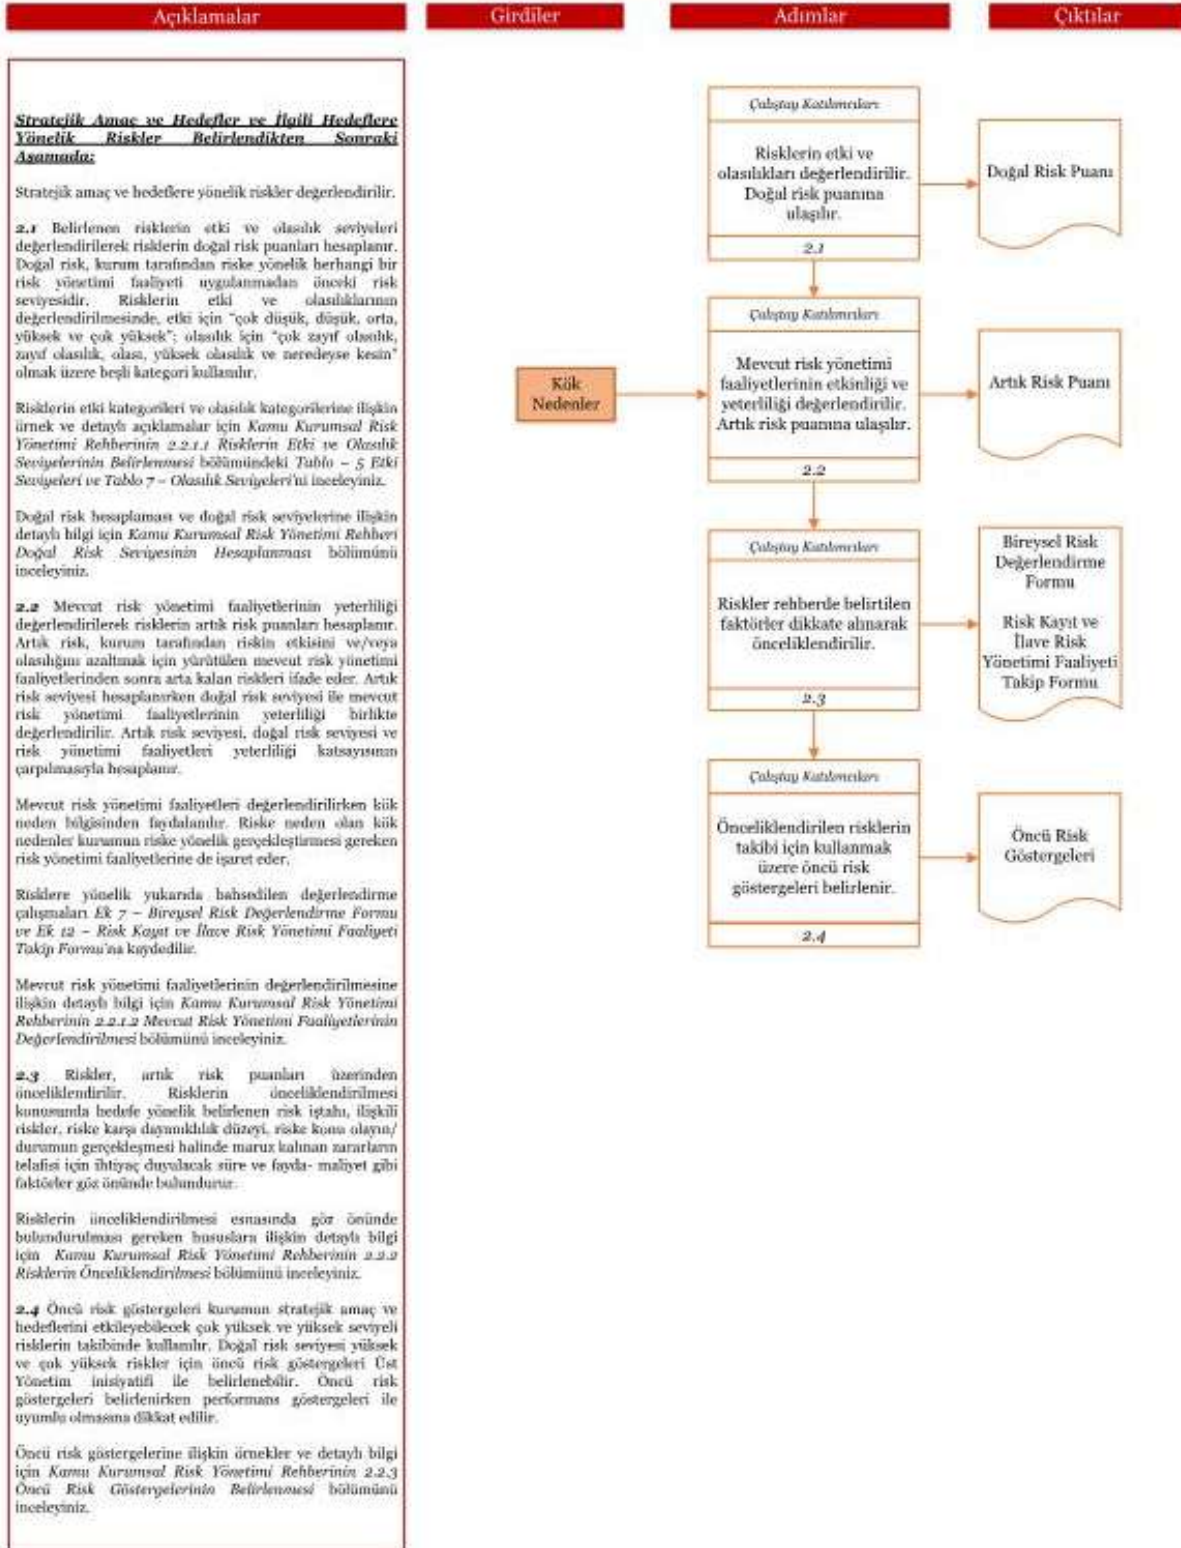 Açıklamalar
Girdiler
Adımlar
Çıktılar
Stratejik Amaç ve Hedefler ve İlgili Hedeflere
Yönelik Riskler Belirlendikten Sonraki
Aşamada:
Stratejik amaç ve hedeflere yönelik riskler değerlendirilir.
2.1 Belirlenen risklerin etki ve olasılık seviyeleri
değerlendirilerek risklerin doğal risk puanları hesaplanır.
Doğal risk, kurum tarafından riske yönelik herhangi bir
risk yönetimi faaliyeti uygulanmadan önceki risk
seviyesidir. Risklerin etki ve olasılıklarının
değerlendirilmesinde, etki için "çok düşük, düşük, orta,
yüksek ve çok yüksek"; olasılık için "çok zayıf olasılık,
zayıf olasılık, olası, yüksek olasılık ve neredeyse kesin"
olmak üzere beşli kategori kullanılır.
Risklerin etki kategorileri ve olasılık kategorilerine ilişkin
örnek ve detaylı açıklamalar için Kamu Kurumsal Risk
Yönetimi Rehberinin 2.2.1.1 Risklerin Etki ve Olasılık
Seviyelerinin Belirlenmesi bölümündeki Tablo – 5 Etki
Seviyeleri ve Tablo 7 – Olasılık Seviyeleri'ni inceleyiniz.
Doğal risk hesaplaması ve doğal risk seviyelerine ilişkin
detaylı bilgi için Kamu Kurumsal Risk Yönetimi Rehberi
Doğal Risk Seviyesinin Hesaplanması bölümünü
inceleyiniz.
2.2 Mevcut risk yönetimi faaliyetlerinin yeterliliği
değerlendirilerek risklerin artık risk puanları hesaplanır.
Artık risk, kurum tarafından riskin etkisini ve/veya
olasılığını azaltmak için yürütülen mevcut risk yönetimi
faaliyetlerinden sonra arta kalan riskleri ifade eder. Artık
risk seviyesi hesaplanırken doğal risk seviyesi ile mevcut
risk yönetimi faaliyetlerinin yeterliliği birlikte
değerlendirilir. Artık risk seviyesi, doğal risk seviyesi ve
risk yönetimi faaliyetleri yeterliliği katsayısının
çarpılmasıyla hesaplanır.
Mevcut risk yönetimi faaliyetleri değerlendirilirken kök
neden bilgisinden faydalanılır. Riske neden olan kök
nedenler kurumun riske yönelik gerçekleştirmesi gereken
risk yönetimi faaliyetlerine de işaret eder.
Risklere yönelik yukarıda bahsedilen değerlendirme
çalışmaları Ek 7 – Bireysel Risk Değerlendirme Formu
ve Ek 12 – Risk Kayıt ve İlave Risk Yönetimi Faaliyeti
Takip Formu'na kaydedilir.
Mevcut risk yönetimi faaliyetlerinin değerlendirilmesine
ilişkin detaylı bilgi için Kamu Kurumsal Risk Yönetimi
Rehberinin 2.2.1.2 Mevcut Risk Yönetimi Faaliyetlerinin
Değerlendirilmesi bölümünü inceleyiniz.
2.3 Riskler, artık risk puanları üzerinden
önceliklendirilir. Risklerin önceliklendirilmesi
konusunda hedefe yönelik belirlenen risk iştahı, ilişkili
riskler, riske karşı dayanıklılık düzeyi, riske konu olayın/
durumun gerçekleşmesi halinde maruz kalınan zararların
telafisi için ihtiyaç duyulacak süre ve fayda- maliyet gibi
faktörler göz önünde bulundurur.
Risklerin önceliklendirilmesi esnasında göz önünde
bulundurulması gereken hususlara ilişkin detaylı bilgi
için Kamu Kurumsal Risk Yönetimi Rehberinin 2.2.2
Risklerin Önceliklendirilmesi bölümünü inceleyiniz.
2.4 Öncü risk göstergeleri kurumun stratejik amaç ve
hedeflerini etkileyebilecek çok yüksek ve yüksek seviyeli
risklerin takibinde kullanılır. Doğal risk seviyesi yüksek
ve çok yüksek riskler için öncü risk göstergeleri Üst
Yönetim inisiyatifi ile belirlenebilir. Öncü risk
göstergeleri belirlenirken performans göstergeleri ile
uyumlu olmasına dikkat edilir.
Öncü risk göstergelerine ilişkin örnekler ve detaylı bilgi
için Kamu Kurumsal Risk Yönetimi Rehberinin 2.2.3
Öncü Risk Göstergelerinin Belirlenmesi bölümünü
inceleyiniz.
Kök
Nedenler
Çalıştay Katılımcıları
Risklerin etki ve
olasılıkları değerlendirilir.
Doğal risk puanına
ulaşılır.
2.1
Doğal Risk Puanı
Çalıştay Katılımcıları
Mevcut risk yönetimi
faaliyetlerinin etkinliği ve
yeterliliği değerlendirilir.
Artık risk puanına ulaşılır.
2.2
Artık Risk Puanı
Çalıştay Katılımcıları
Riskler rehberde belirtilen
faktörler dikkate alınarak
önceliklendirilir.
2.3
Bireysel Risk
Değerlendirme
Formu
Risk Kayıt ve
İlave Risk
Yönetimi Faaliyeti
Takip Formu
Çalıştay Katılımcıları
Önceliklendirilen risklerin
takibi için kullanmak
üzere öncü risk
göstergeleri belirlenir.
2.4
Öncü Risk
Göstergeleri